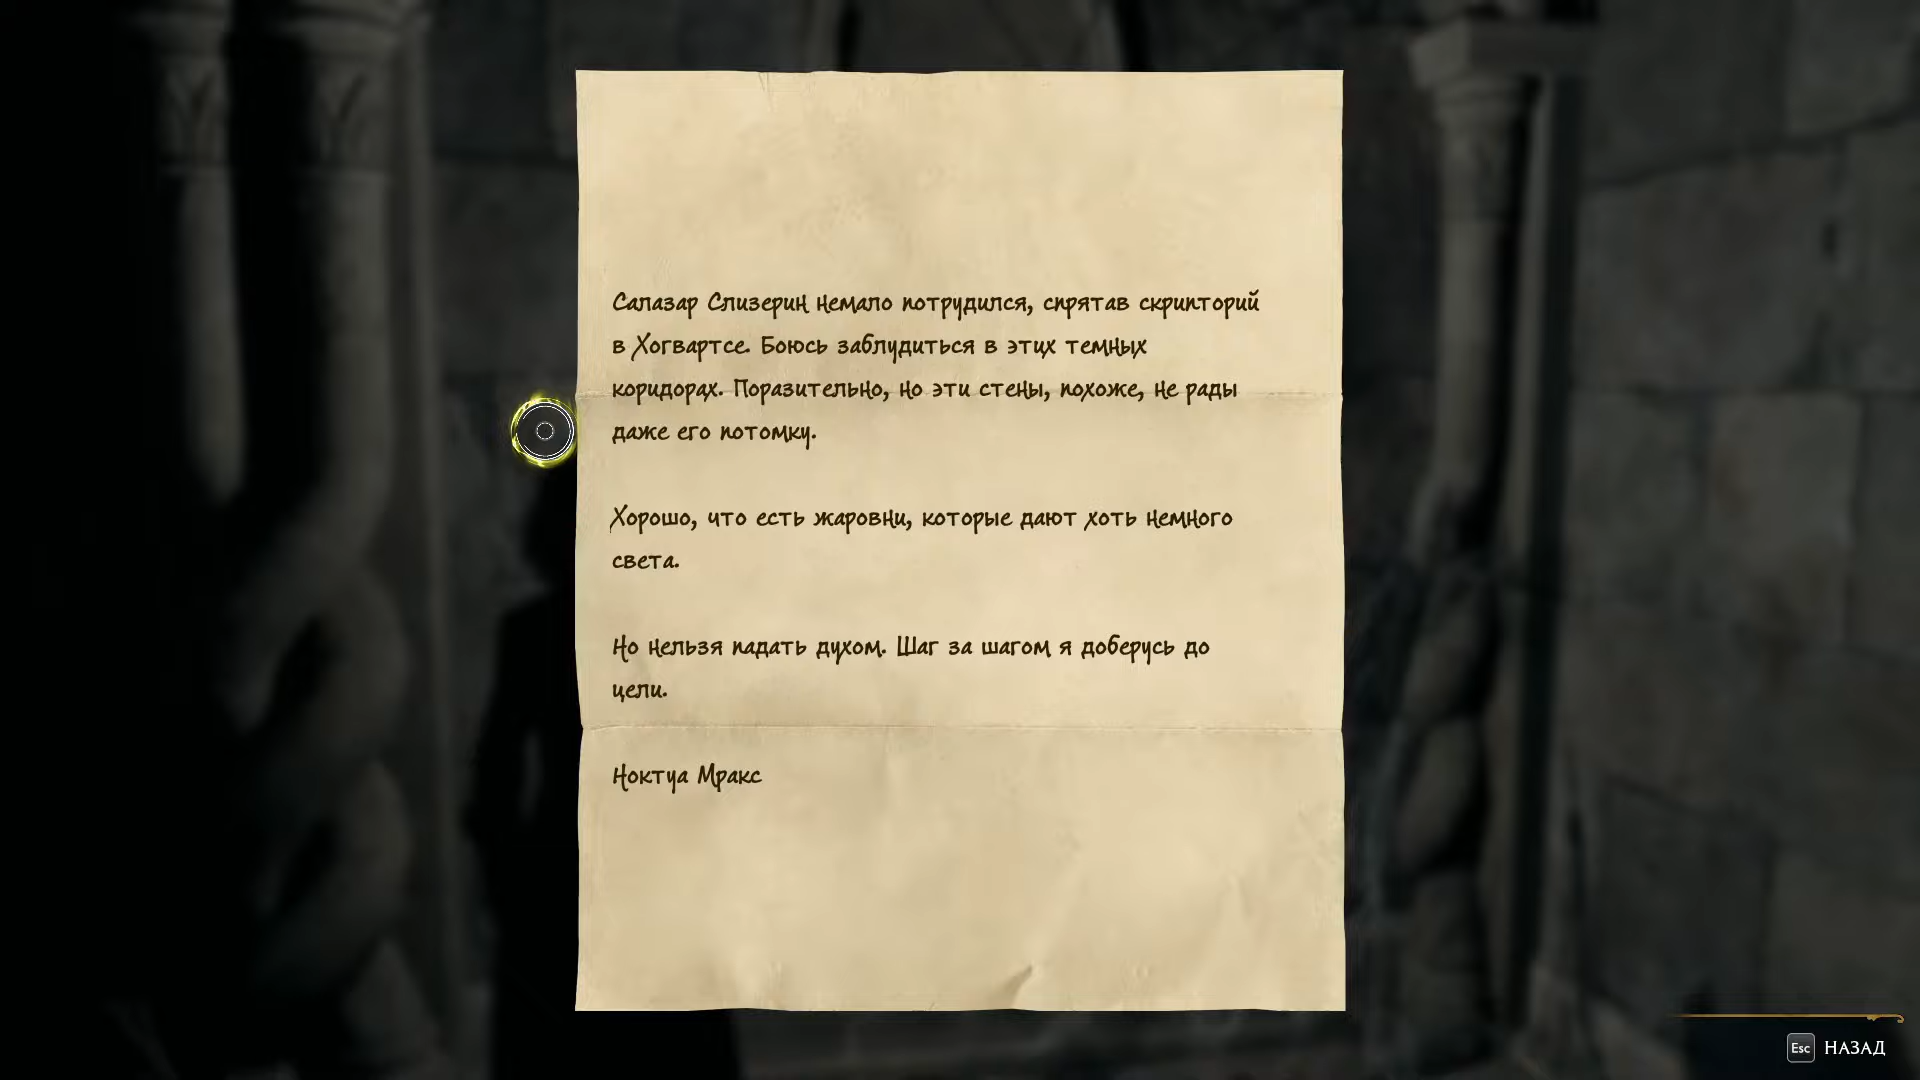 Салазар Слизерин немало потрудился, спрятав скрипторий
в Хогвартсе. Боюсь заблудиться в этих темных
коридорах. Поразительно, но эти стены, похоже, не рады
даже его потомку.
Хорошо, что есть жаровни, которые дают хоть немного
света.
Но нельзя падать духом. Шаг за шагом я доберусь до
цели.
Ноктуа Мракс
Esc НАЗАД